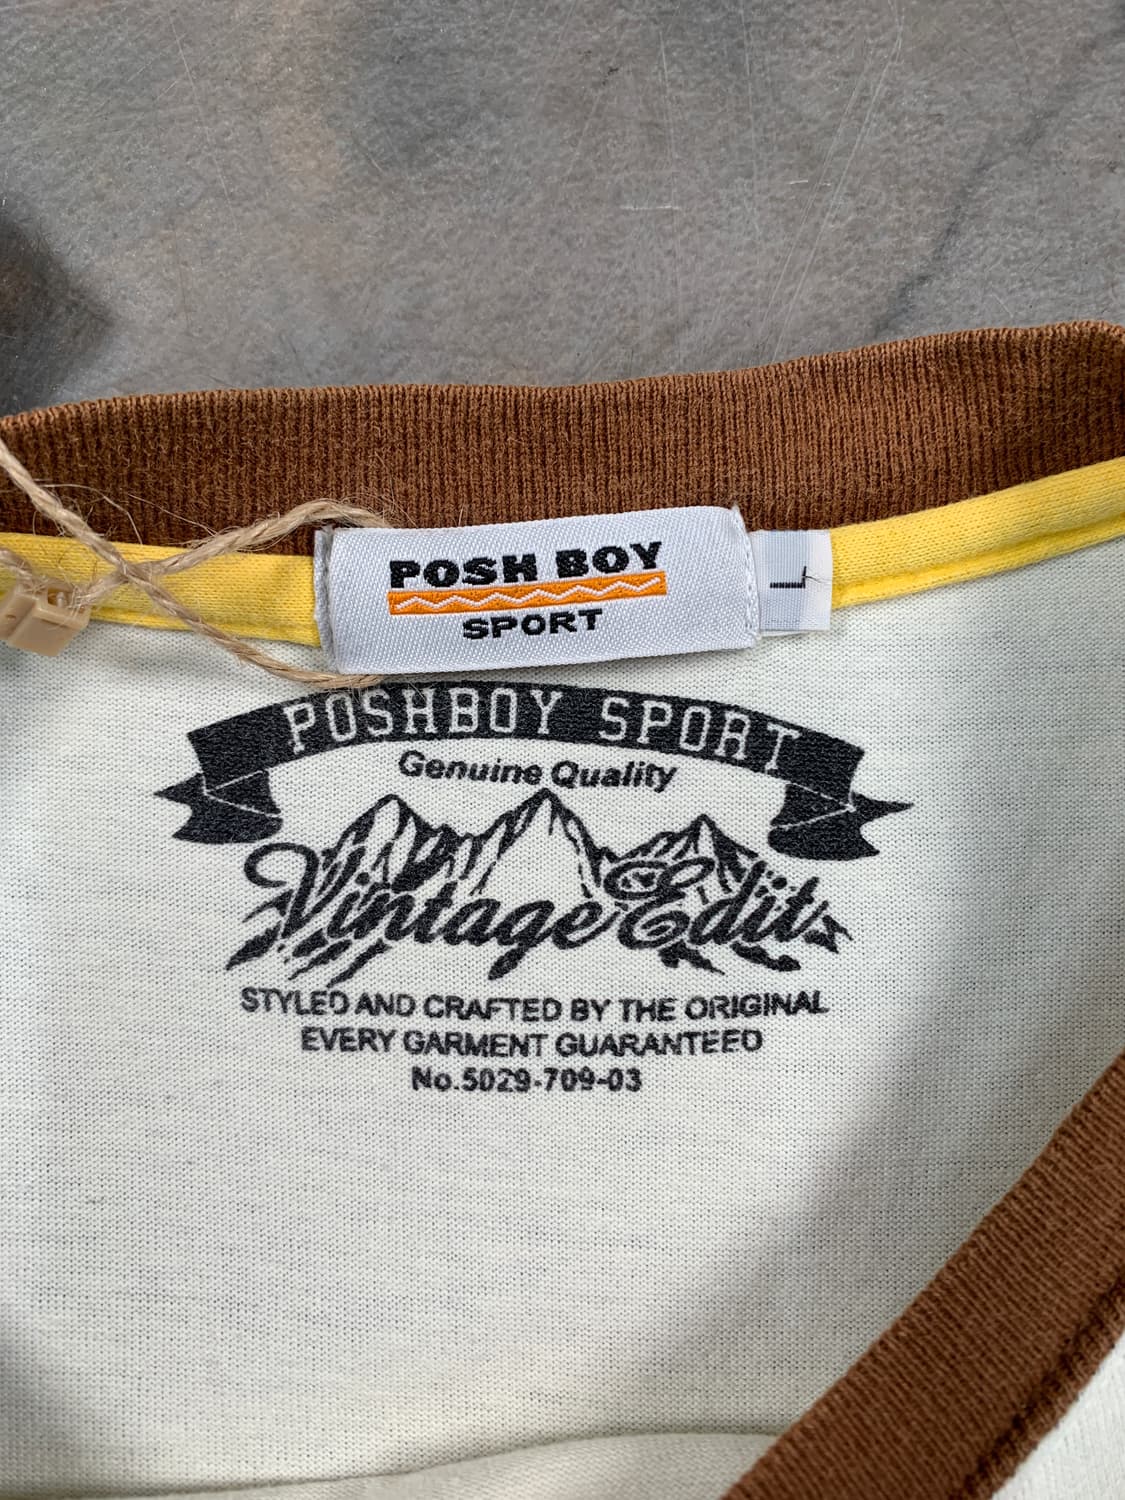 POSH BOY
SPORT
L
POSHBOY SPORT
Genuine Quality
Vintage Edit
STYLED AND CRAFTED BY THE ORIGINAL
EVERY GARMENT GUARANTEED
No.5029-709-03